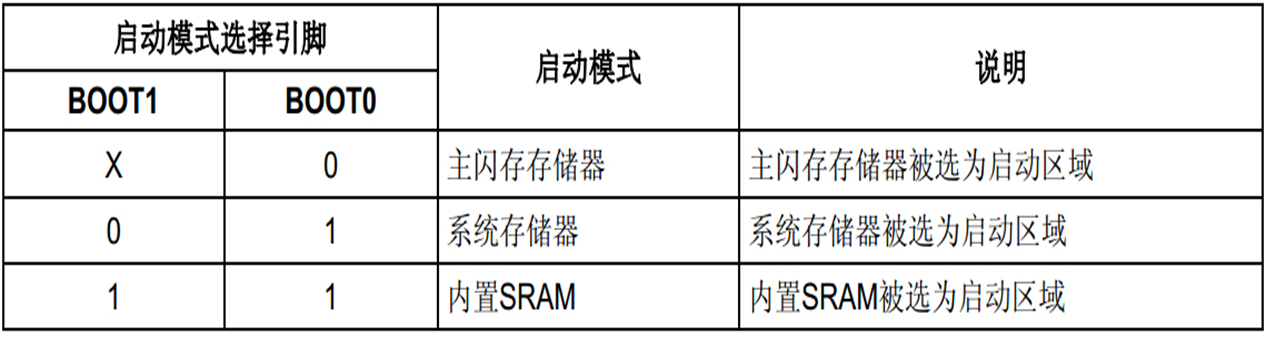 启动模式选择引脚 启动模式 说明
BOOT1 BOOT0
X 0 主闪存存储器 主闪存存储器被选为启动区域
0 1 系统存储器 系统存储器被选为启动区域
1 1 内置SRAM 内置SRAM被选为启动区域